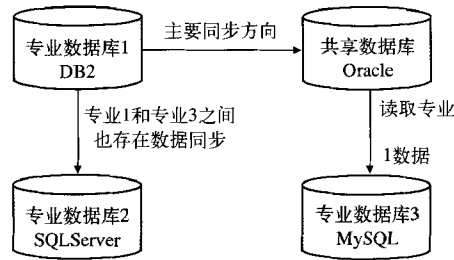 专业数据库1
DB2
主要同步方向
共享数据库
Oracle
专业1和专业3之间
也存在数据同步
读取专业
1数据
专业数据库2
SQLServer
专业数据库3
MySQL